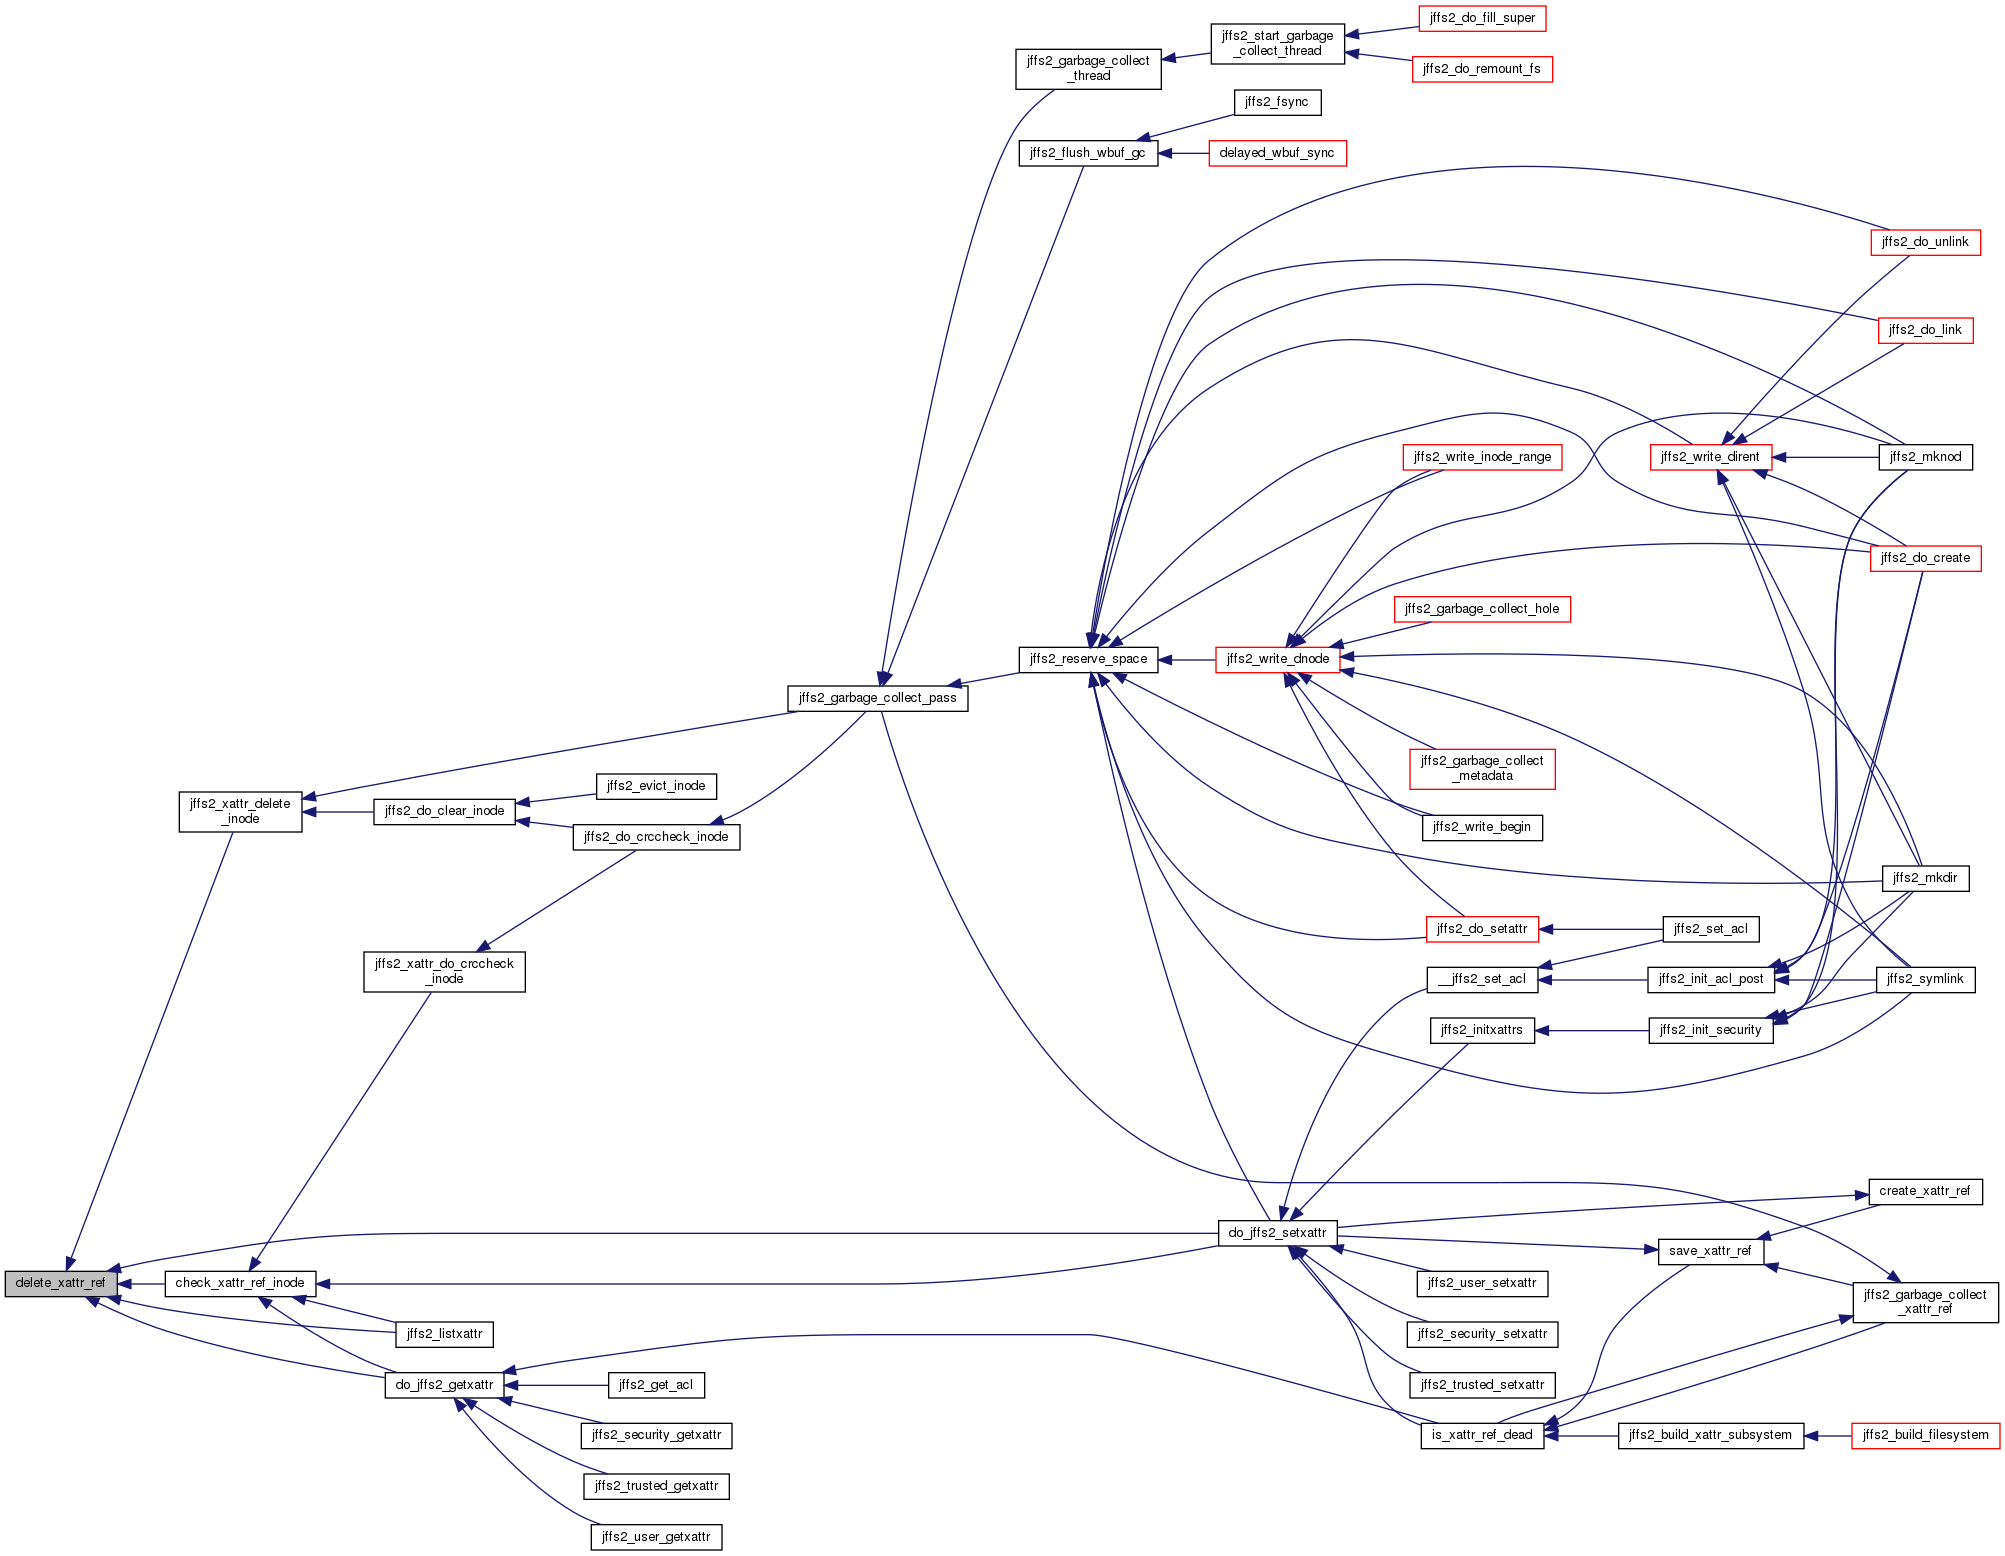 jffs2_do_fill_super
jffs2_start_garbage
_collect_thread
jffs2_garbage_collect
_thread
jffs2_do_remount_fs
jffs2_fsync
jffs2_flush_wbuf_gc
delayed_wbuf_sync
jffs2_do_unlink
jffs2_do_link
jffs2_write_inode_range
jffs2_write_dirent
jffs2_mknod
jffs2_do_create
jffs2_garbage_collect_hole
jffs2_reserve_space
jffs2_write_dnode
jffs2_garbage_collect_pass
jffs2_garbage_collect
_metadata
jffs2_evict_inode
jffs2_xattr_delete
_inode
jffs2_do_clear_inode
jffs2_do_crccheck_inode
jffs2_write_begin
jffs2_mkdir
jffs2_do_setattr
jffs2_set_acl
jffs2_xattr_do_crccheck
_inode
__jffs2_set_acl
jffs2_init_acl_post
jffs2_symlink
jffs2_initxattrs
jffs2_init_security
create_xattr_ref
do_jffs2_setxattr
save_xattr_ref
delete_xattr_ref
check_xattr_ref_inode
jffs2_user_setxattr
jffs2_garbage_collect
_xattr_ref
jffs2_listxattr
jffs2_security_setxattr
do_jffs2_getxattr
jffs2_get_acl
jffs2_trusted_setxattr
jffs2_security_getxattr
is_xattr_ref_dead
jffs2_build_xattr_subsystem
jffs2_build_filesystem
jffs2_trusted_getxattr
jffs2_user_getxattr